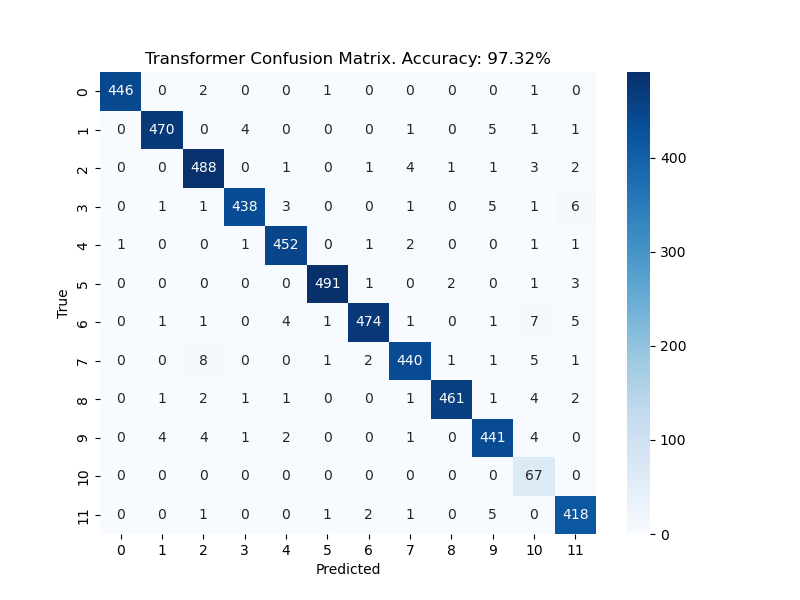 Transformer Confusion Matrix. Accuracy: 97.32%
0 446 0 2 0 0 1 0 0 0 0 1 0
1 0 470 0 4 0 0 0 1 0 5 1 1
2 0 0 488 0 1 0 1 4 1 1 3 2
3 0 1 1 438 3 0 0 1 0 5 1 6
4 1 0 0 1 452 0 1 2 0 0 1 1
5 0 0 0 0 0 491 1 0 2 0 1 3
6 0 1 1 0 4 1 474 1 0 1 7 5
7 0 0 8 0 0 1 2 440 1 1 5 1
8 0 1 2 1 1 0 0 1 461 1 4 2
9 0 4 4 1 2 0 0 1 0 441 4 0
10 0 0 0 0 0 0 0 0 0 0 67 0
11 0 0 1 0 0 1 2 1 0 5 0 418
0 1 2 3 4 5 6 7 8 9 10 11
Predicted
True
400
300
200
100
0